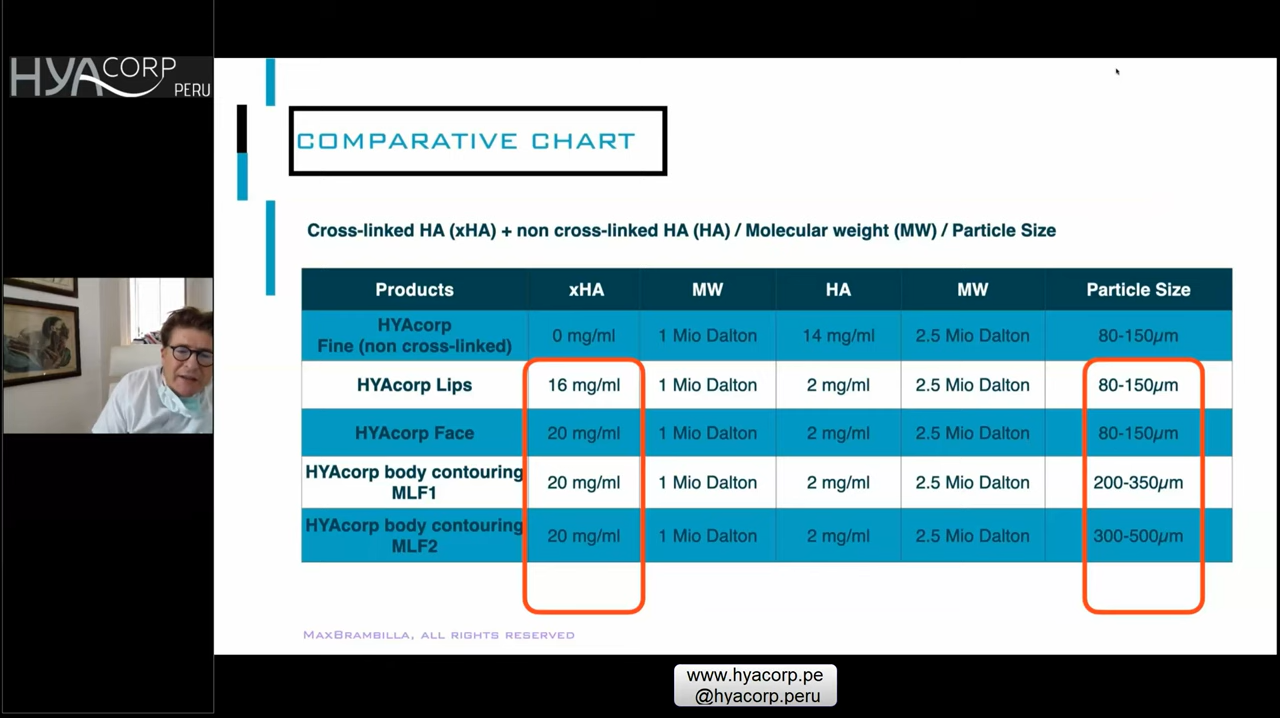 HYACORP
PERU
COMPARATIVE CHART
Cross-linked HA (xHA) + non cross-linked HA (HA) / Molecular weight (MW) / Particle Size
Products xHA MW HA MW Particle Size
HYAcorp
Fine (non cross-linked) 0 mg/ml 1 Mio Dalton 14 mg/ml 2.5 Mio Dalton 80-150µm
HYAcorp Lips 16 mg/ml 1 Mio Dalton 2 mg/ml 2.5 Mio Dalton 80-150µm
HYAcorp Face 20 mg/ml 1 Mio Dalton 2 mg/ml 2.5 Mio Dalton 80-150µm
HYAcorp body contouring
MLF1 20 mg/ml 1 Mio Dalton 2 mg/ml 2.5 Mio Dalton 200-350µm
HYAcorp body contouring
MLF2 20 mg/ml 1 Mio Dalton 2 mg/ml 2.5 Mio Dalton 300-500µm
MaxBrambilla, all rights reserved
www.hyacorp.pe
@hyacorp.peru